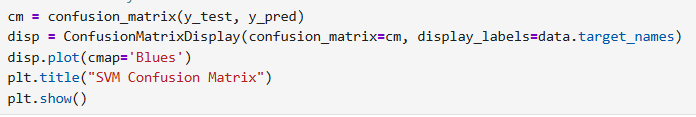 cm = confusion_matrix(y_test, y_pred)
disp = ConfusionMatrixDisplay(confusion_matrix=cm, display_labels=data.target_names)
disp.plot(cmap='Blues')
plt.title("SVM Confusion Matrix")
plt.show()